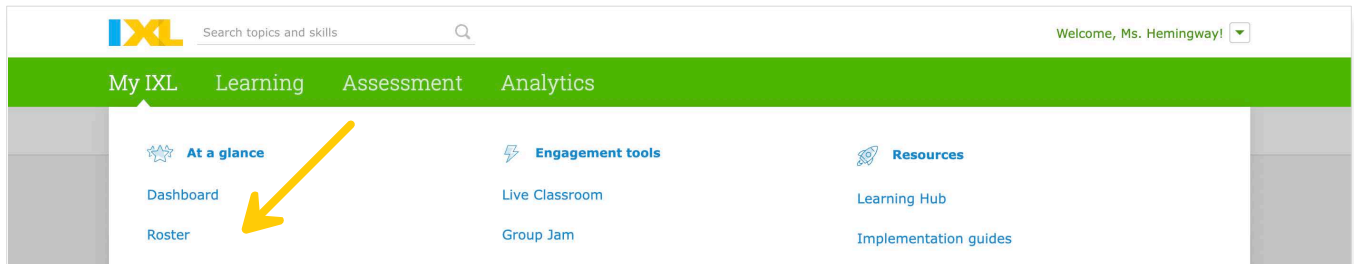 IXL
Search topics and skills
Welcome, Ms. Hemingway!
My IXL
Learning
Assessment
Analytics
At a glance
Dashboard
Roster
Engagement tools
Live Classroom
Group Jam
Resources
Learning Hub
Implementation guides